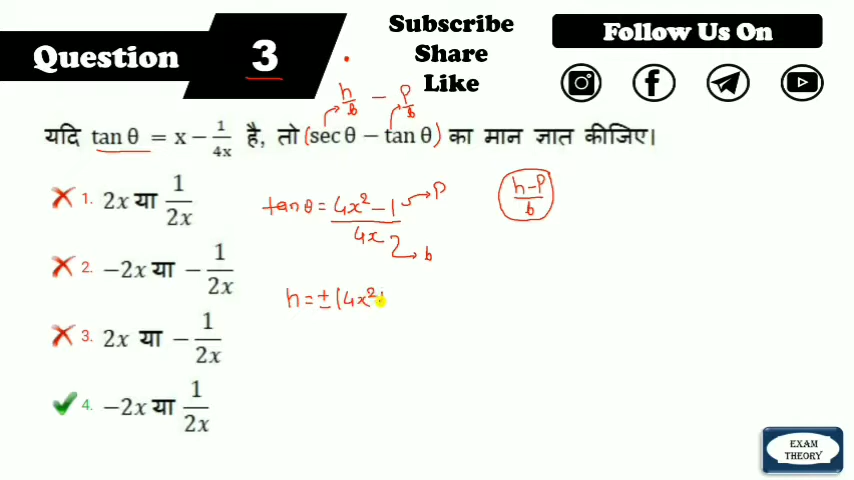 Question 3
Subscribe
Share
Like
Follow Us On
h/b - P/b
यदि tan θ = x − 1/4x है, तो (sec θ − tan θ) का मान ज्ञात कीजिए।
1. 2x या 1/2x
2. −2x या − 1/2x
3. 2x या − 1/2x
4. −2x या 1/2x
tan θ = 4x² − 1 / 4x
P
b
h-P/b
h = ± (4x²
EXAM
THEORY